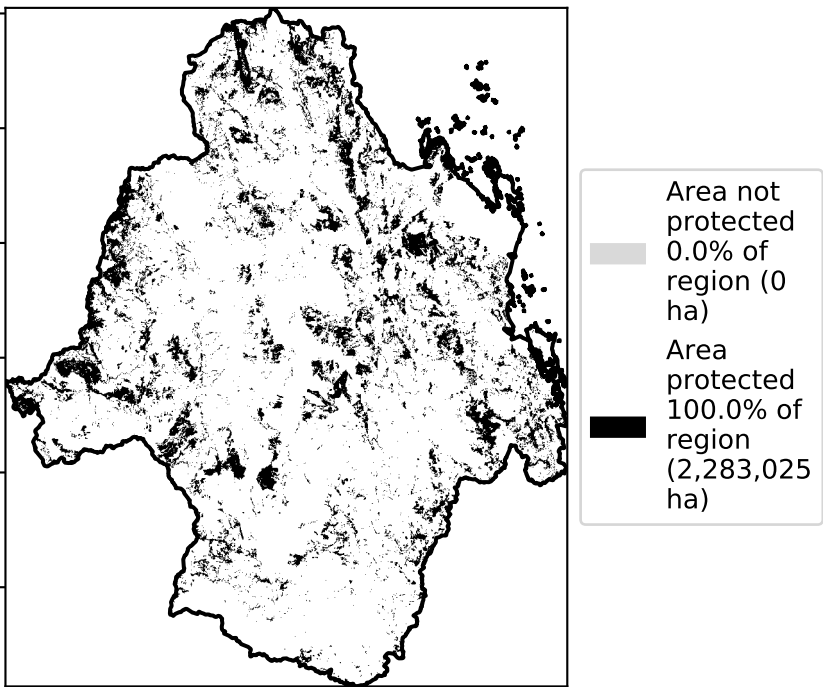 Area not
protected
0.0% of
region (0
ha)
Area
protected
100.0% of
region
(2,283,025
ha)